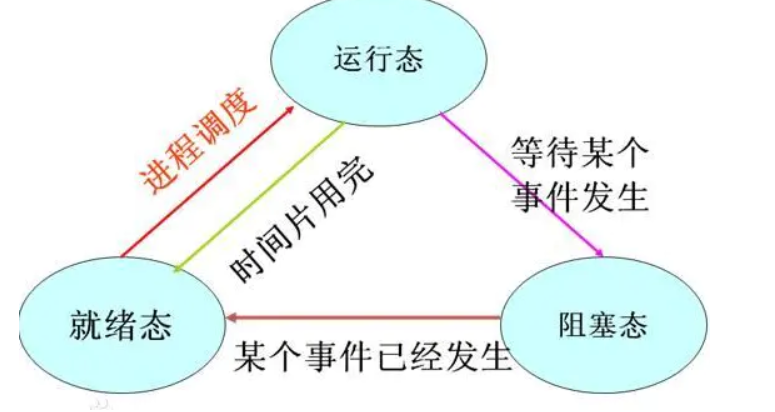 运行态
进程调度
等待某个
事件发生
时间片用完
就绪态
阻塞态
某个事件已经发生